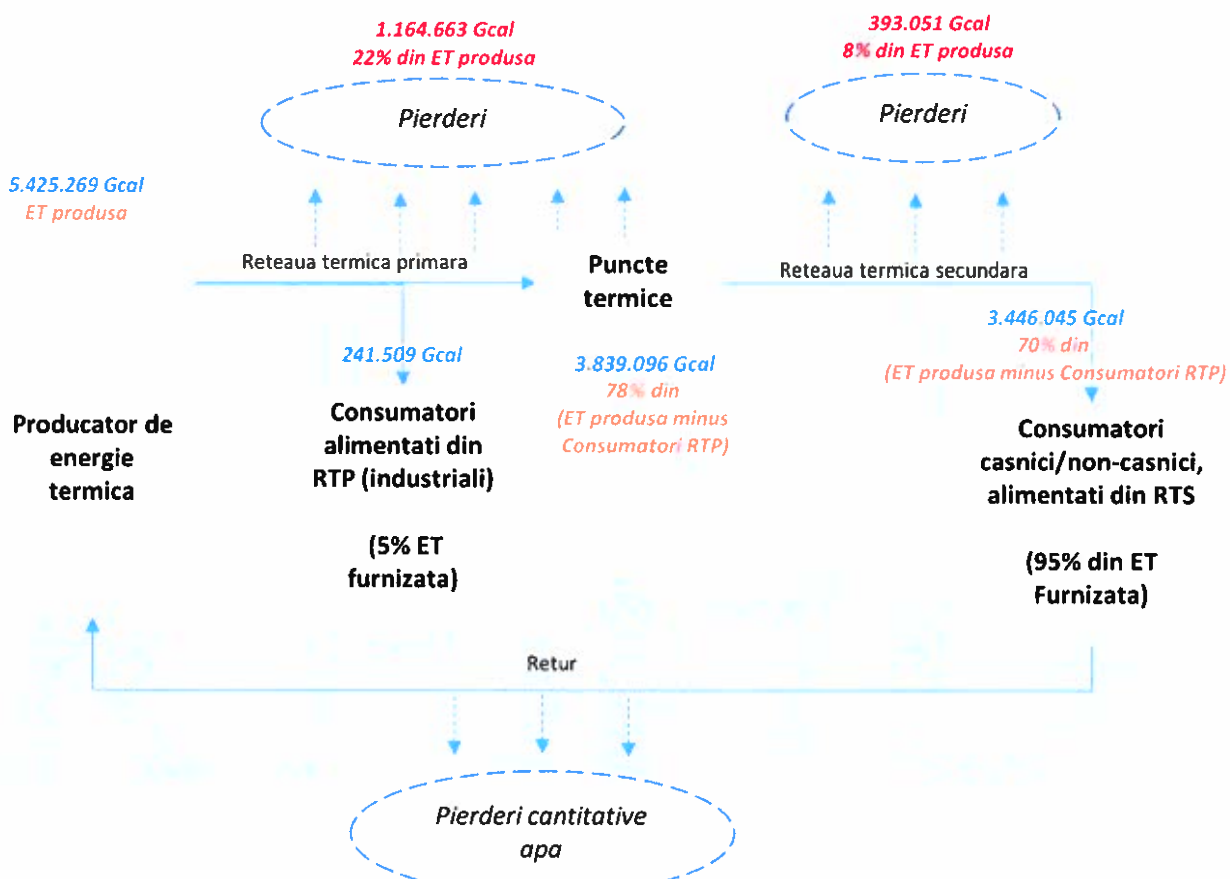 1.164.663 Gcal
22% din ET produsa
393.051 Gcal
8% din ET produsa
Pierderi
Pierderi
5.425.269 Gcal
ET produsa
Reteaua termica primara
Puncte
termice
Reteaua termica secundara
241.509 Gcal
3.839.096 Gcal
78% din
(ET produsa minus
Consumatori RTP)
3.446.045 Gcal
70% din
(ET produsa minus Consumatori RTP)
Producator de
energie
termica
Consumatori
alimentati din
RTP (industriali)
(5% ET
furnizata)
Consumatori
casnici/non-casnici,
alimentati din RTS
(95% din ET
Furnizata)
Retur
Pierderi cantitative
apa